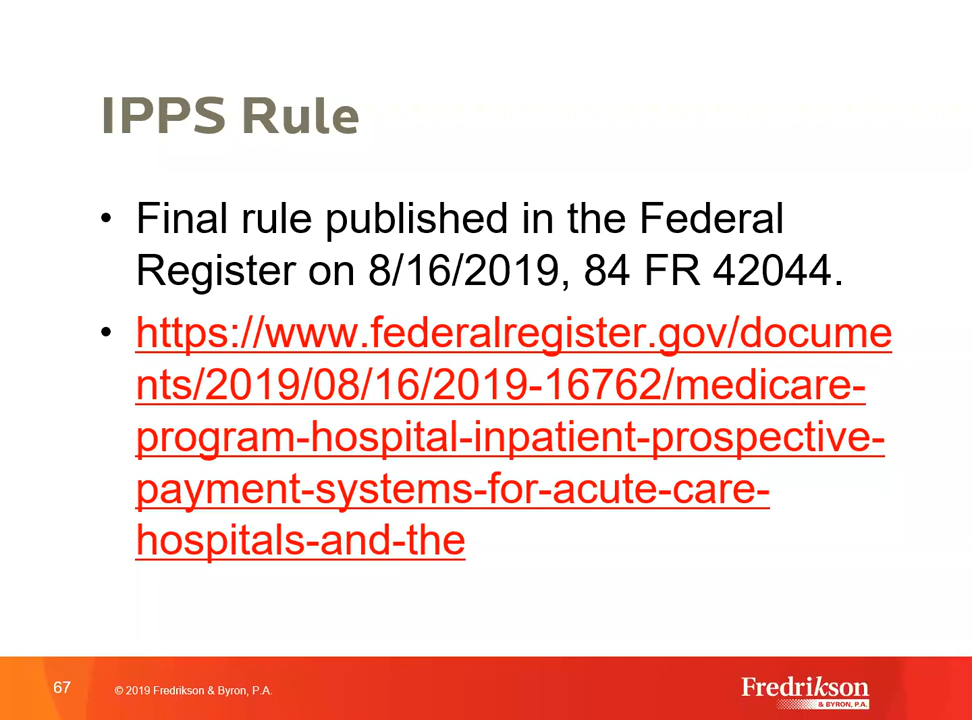 IPPS Rule
• Final rule published in the Federal
Register on 8/16/2019, 84 FR 42044.
• https://www.federalregister.gov/docume
nts/2019/08/16/2019-16762/medicare-
program-hospital-inpatient-prospective-
payment-systems-for-acute-care-
hospitals-and-the
67
© 2019 Fredrikson & Byron, P.A.
Fredrikson
& BYRON, P.A.